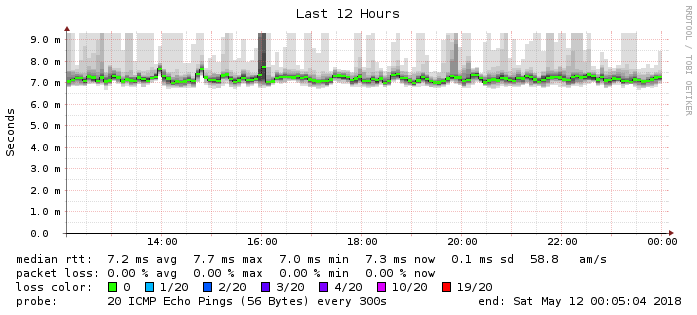 Last 12 Hours
RRDTOOL / TOBI OETIKER
Seconds
9.0 m
8.0 m
7.0 m
6.0 m
5.0 m
4.0 m
3.0 m
2.0 m
1.0 m
0.0
14:00 16:00 18:00 20:00 22:00 00:00
median rtt: 7.2 ms avg 7.7 ms max 7.0 ms min 7.3 ms now 0.1 ms sd 58.8 am/s
packet loss: 0.00 % avg 0.00 % max 0.00 % min 0.00 % now
loss color: 0 1/20 2/20 3/20 4/20 10/20 19/20
probe: 20 ICMP Echo Pings (56 Bytes) every 300s end: Sat May 12 00:05:04 2018